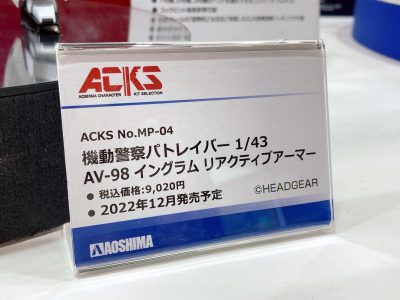 ACKS
AOSHIMA CHARACTER KIT SELECTION
ACKS No.MP-04
機動警察パトレイバー 1/43
AV-98 イングラム リアクティブアーマー
● 税込価格:9,020円
● 2022年12月発売予定
©HEADGEAR
AOSHIMA